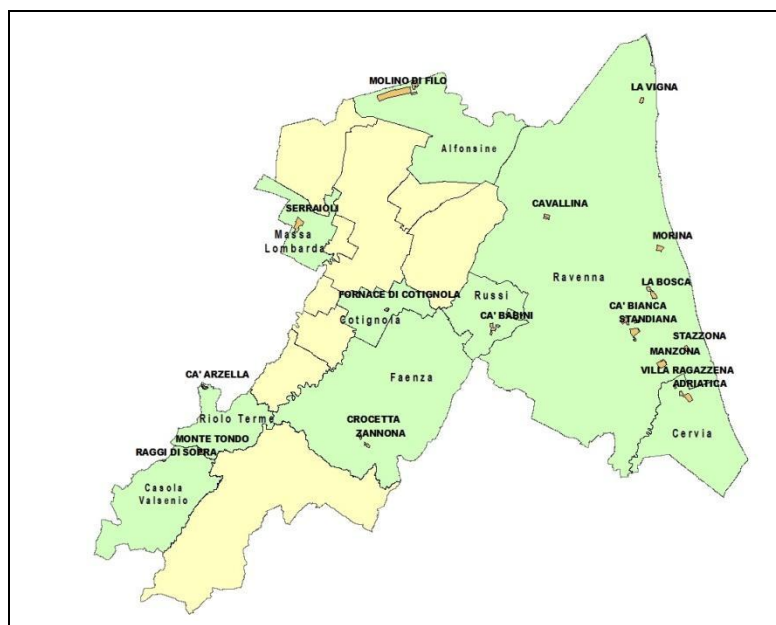 MOLINO DI FILO
LA VIGNA
Alfonsine
CAVALLINA
SERRAIOLI
Massa
Lombarda
MORINA
Ravenna
LA BOSCA
FORNACE DI COTIGNOLA
Russi
CA' BIANCA
STANDIANA
Cotignola
CA' BABINI
STAZZONA
MANZONA
VILLA RAGAZZENA
ADRIATICA
CA' ARZELLA
Faenza
Riolo Terme
CROCETTA
ZANNONA
Cervia
MONTE TONDO
RAGGI DI SOPRA
Casola
Valsenio